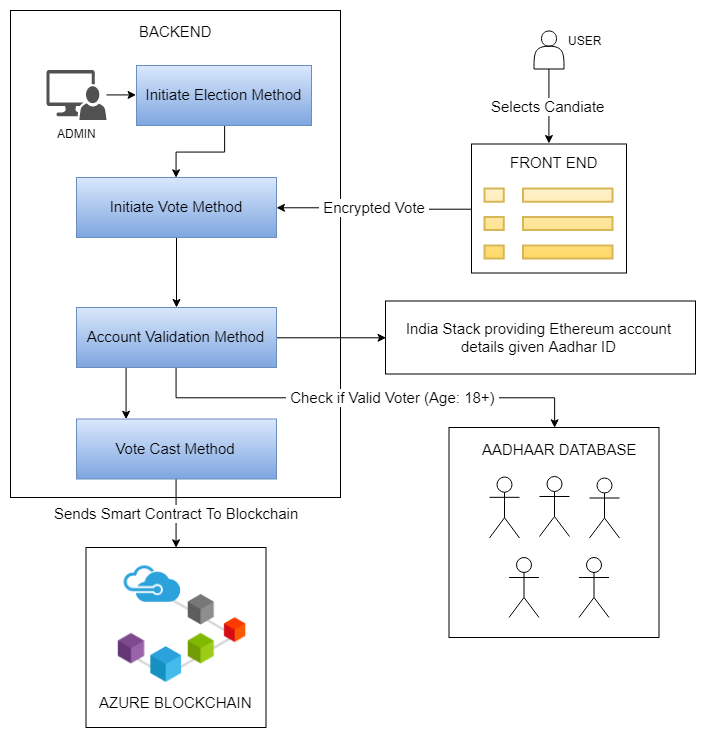 BACKEND
USER
Initiate Election Method
ADMIN
Selects Candiate
FRONT END
Initiate Vote Method
Encrypted Vote
Account Validation Method
India Stack providing Ethereum account
details given Aadhar ID
Check if Valid Voter (Age: 18+)
Vote Cast Method
AADHAAR DATABASE
Sends Smart Contract To Blockchain
AZURE BLOCKCHAIN